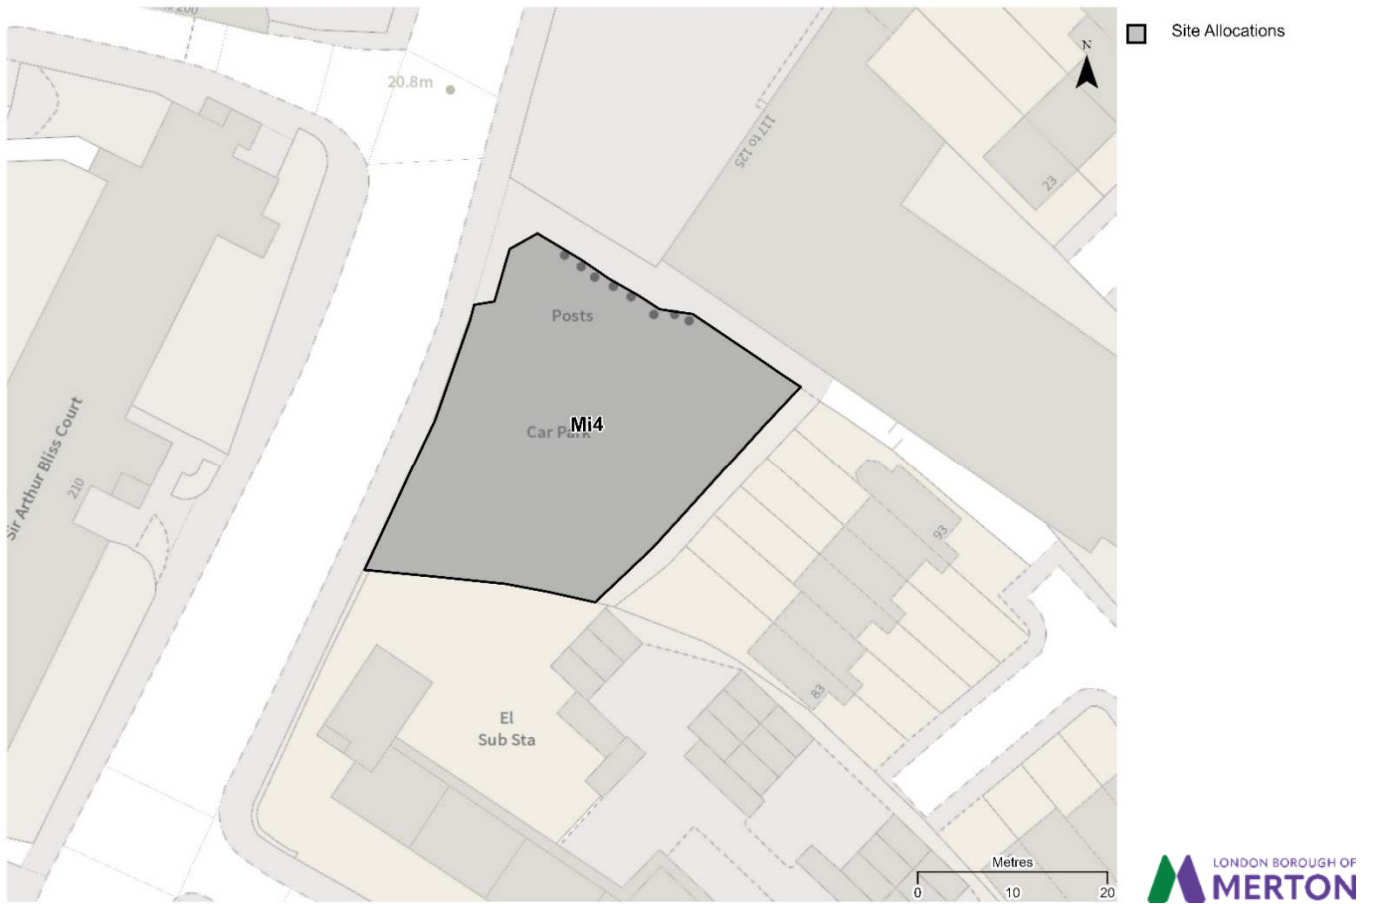 Site Allocations
N
20.8m
117 to 125
23
Posts
Car Park
Mi4
Sir Arthur Bliss Court
210
93
83
El
Sub Sta
Metres
0 10 20
LONDON BOROUGH OF
MERTON